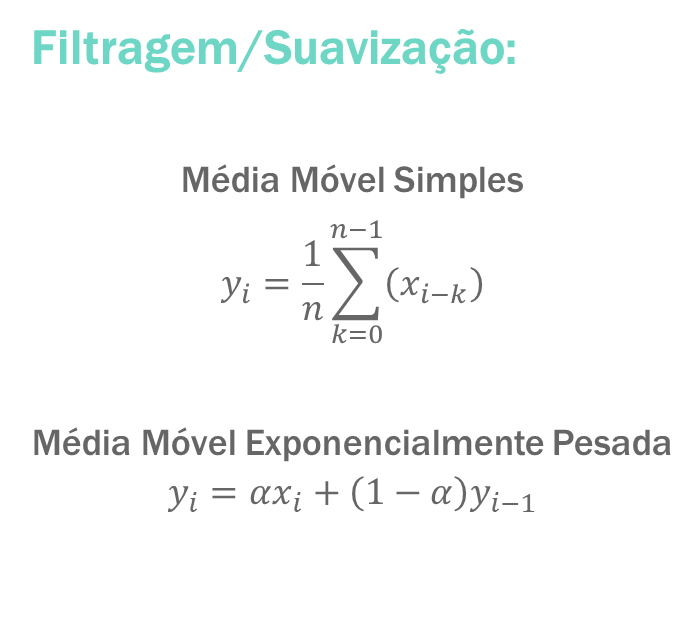 Filtragem/Suavização:
Média Móvel Simples
$y_i = \frac{1}{n} \sum_{k=0}^{n-1} (x_{i-k})$
Média Móvel Exponencialmente Pesada
$y_i = \alpha x_i + (1 - \alpha) y_{i-1}$